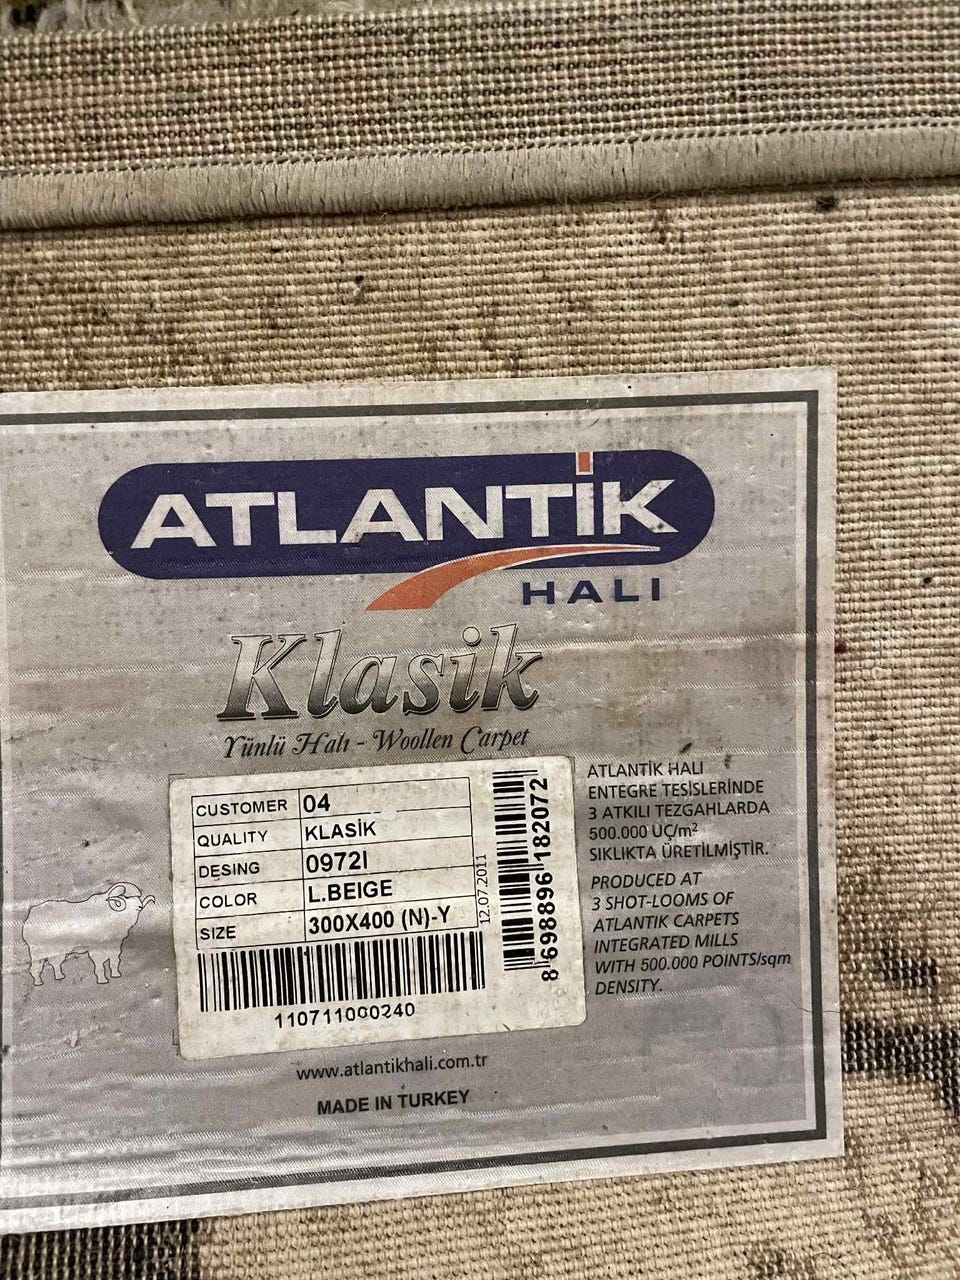 ATLANTİK
HALI
Klasik
Yünlü Halı - Woollen Carpet
CUSTOMER 04
QUALITY KLASİK
DESING 0972I
COLOR L.BEIGE
SIZE 300X400 (N)-Y
12.07.2011
8 698896 182072
110711000240
ATLANTİK HALI
ENTEGRE TESİSLERİNDE
3 ATKILI TEZGAHLARDA
500.000 UÇ/m²
SIKLIKTA ÜRETİLMİŞTİR.
PRODUCED AT
3 SHOT-LOOMS OF
ATLANTIK CARPETS
INTEGRATED MILLS
WITH 500.000 POINTS/sqm
DENSITY.
www.atlantikhali.com.tr
MADE IN TURKEY